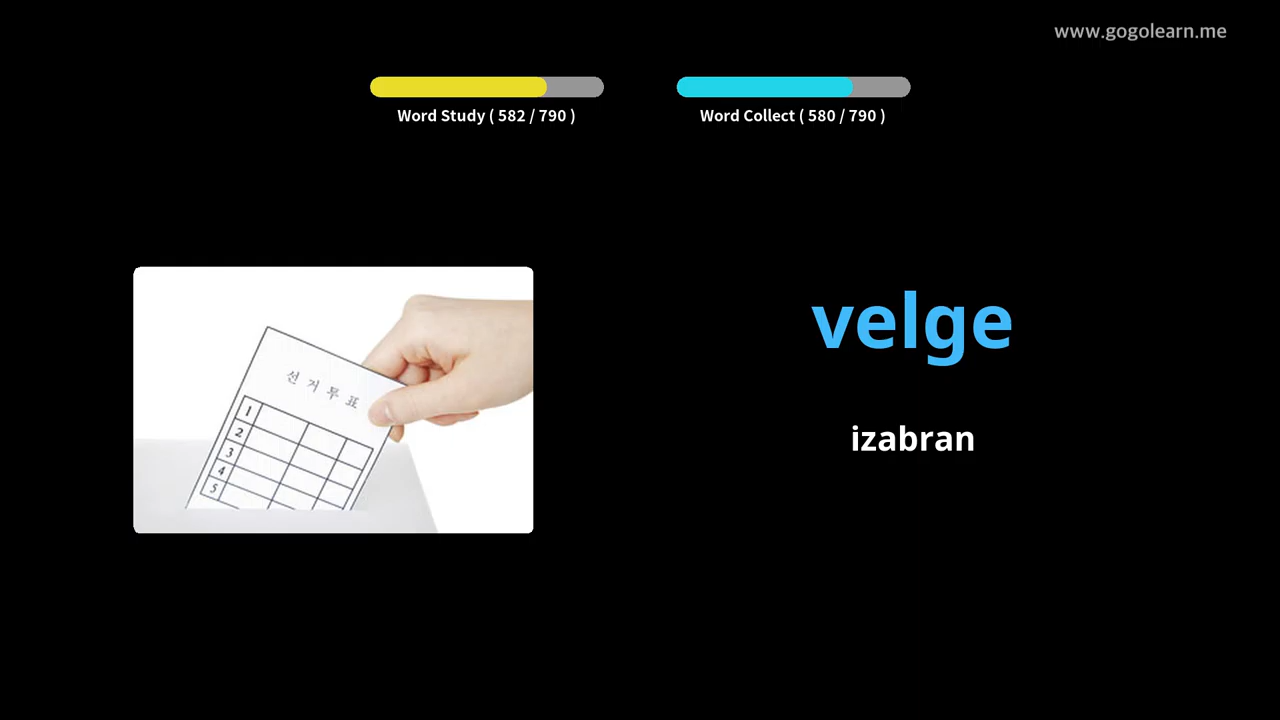 www.gogolearn.me
Word Study ( 582 / 790 )
Word Collect ( 580 / 790 )
velge
izabran
선거투표
1
2
3
4
5